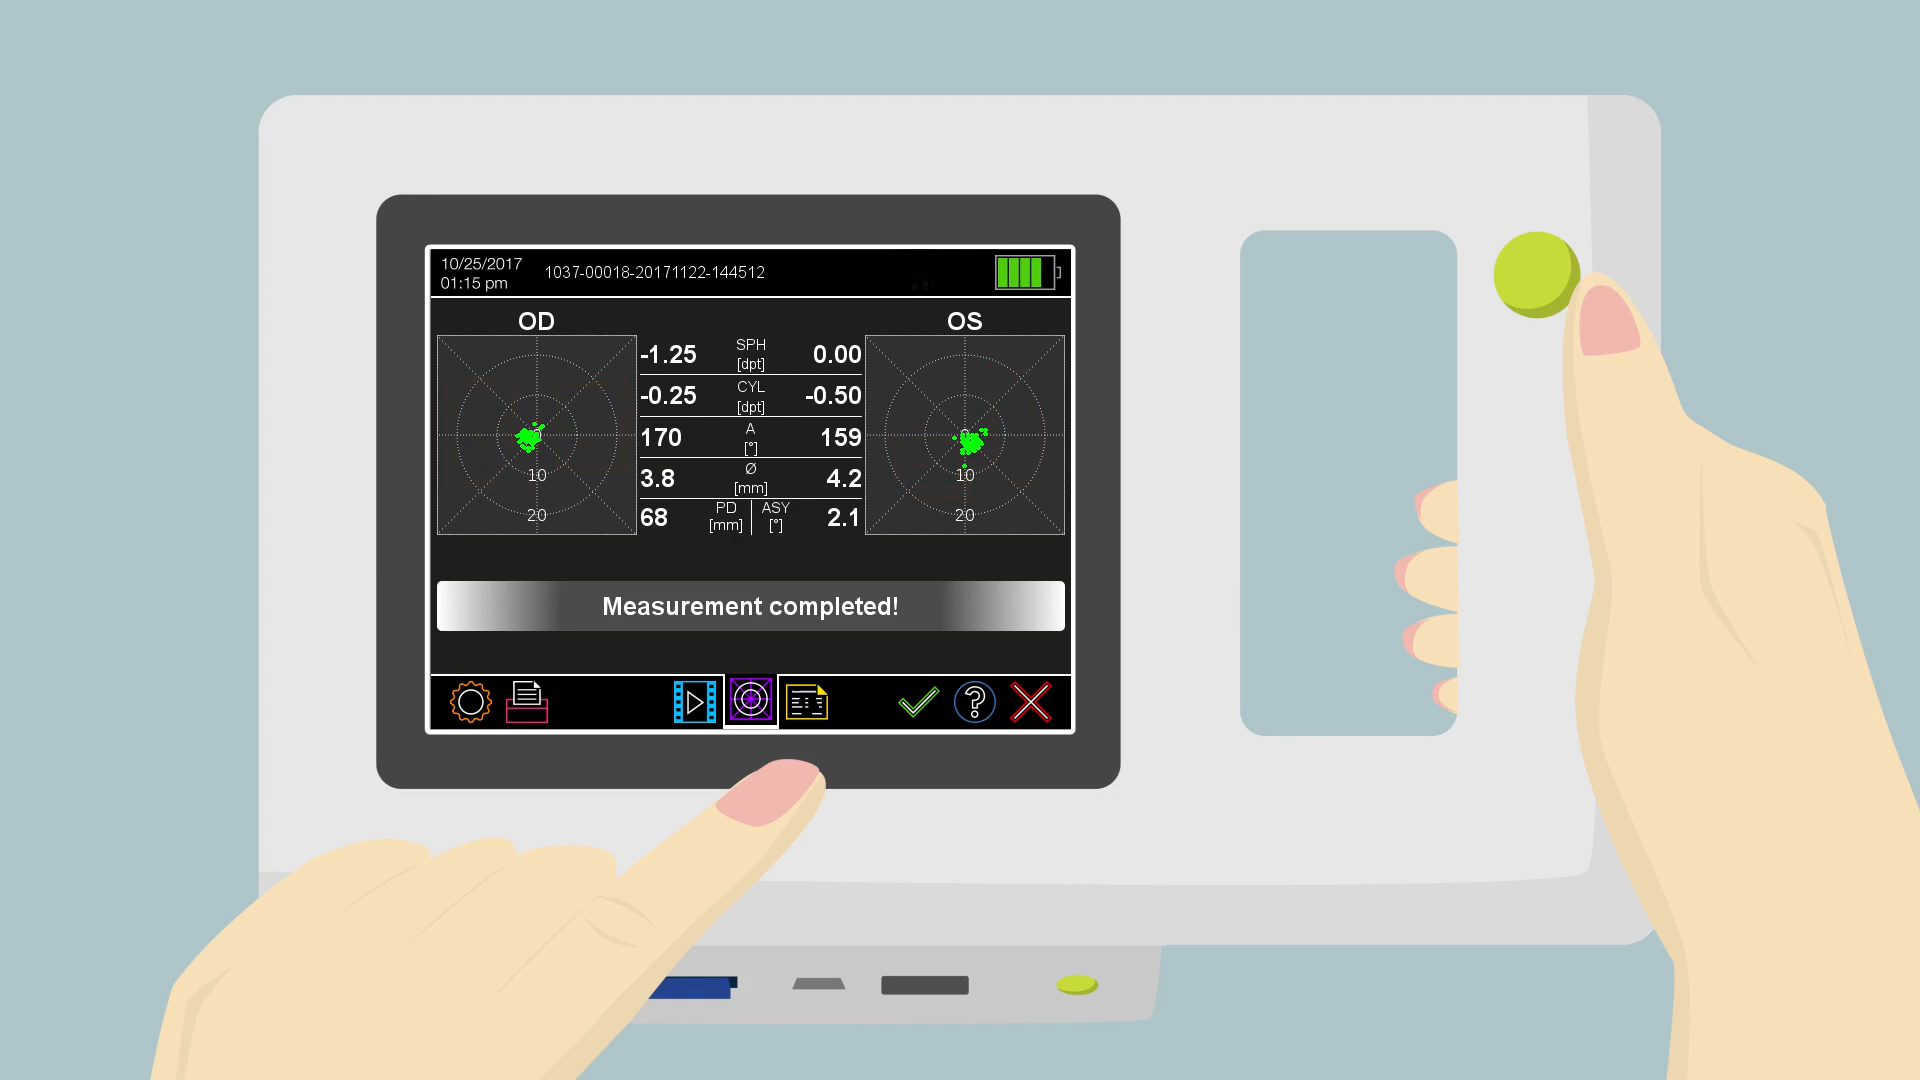 10/25/2017
01:15 pm
1037-00018-20171122-144512
OD
OS
-1.25 SPH [dpt] 0.00
-0.25 CYL [dpt] -0.50
170 A [°] 159
3.8 Ø [mm] 4.2
68 PD [mm] ASY [°] 2.1
10
20
10
20
Measurement completed!
?